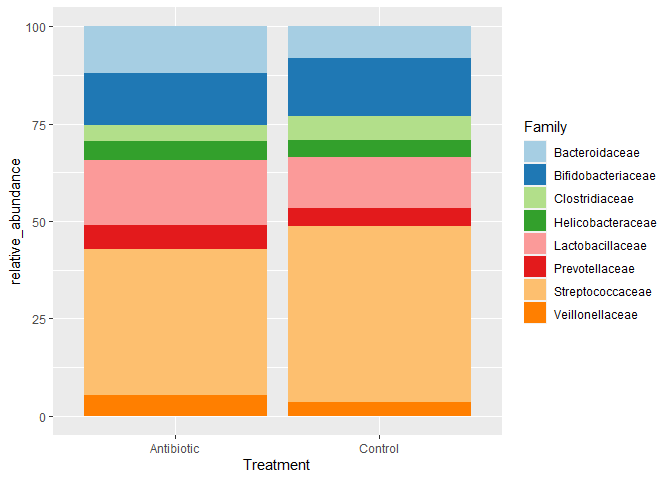 100
75
50
25
0
relative_abundance
Antibiotic
Control
Treatment
Family
Bacteroidaceae
Bifidobacteriaceae
Clostridiaceae
Helicobacteraceae
Lactobacillaceae
Prevotellaceae
Streptococcaceae
Veillonellaceae